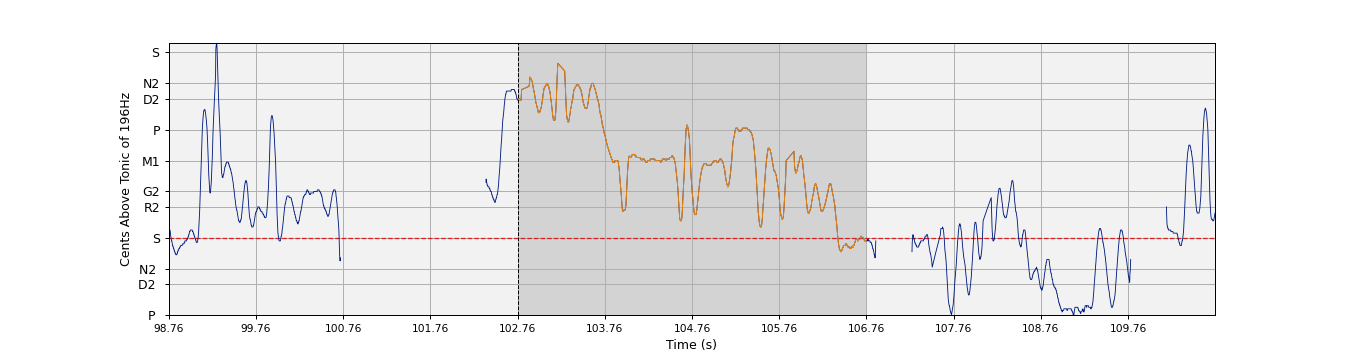 S
N2
D2
P
M1
G2
R2
S
N2
D2
P
Cents Above Tonic of 196Hz
98.76 99.76 100.76 101.76 102.76 103.76 104.76 105.76 106.76 107.76 108.76 109.76
Time (s)